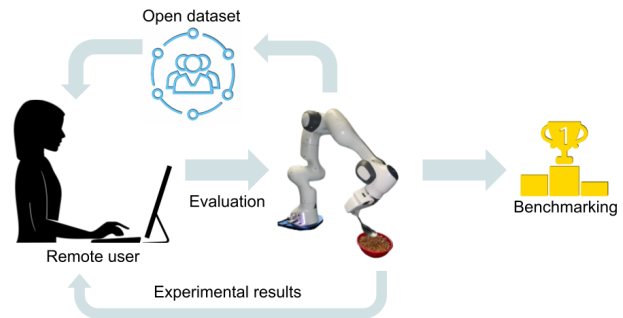 Open dataset
Evaluation
1
Benchmarking
Remote user
Experimental results